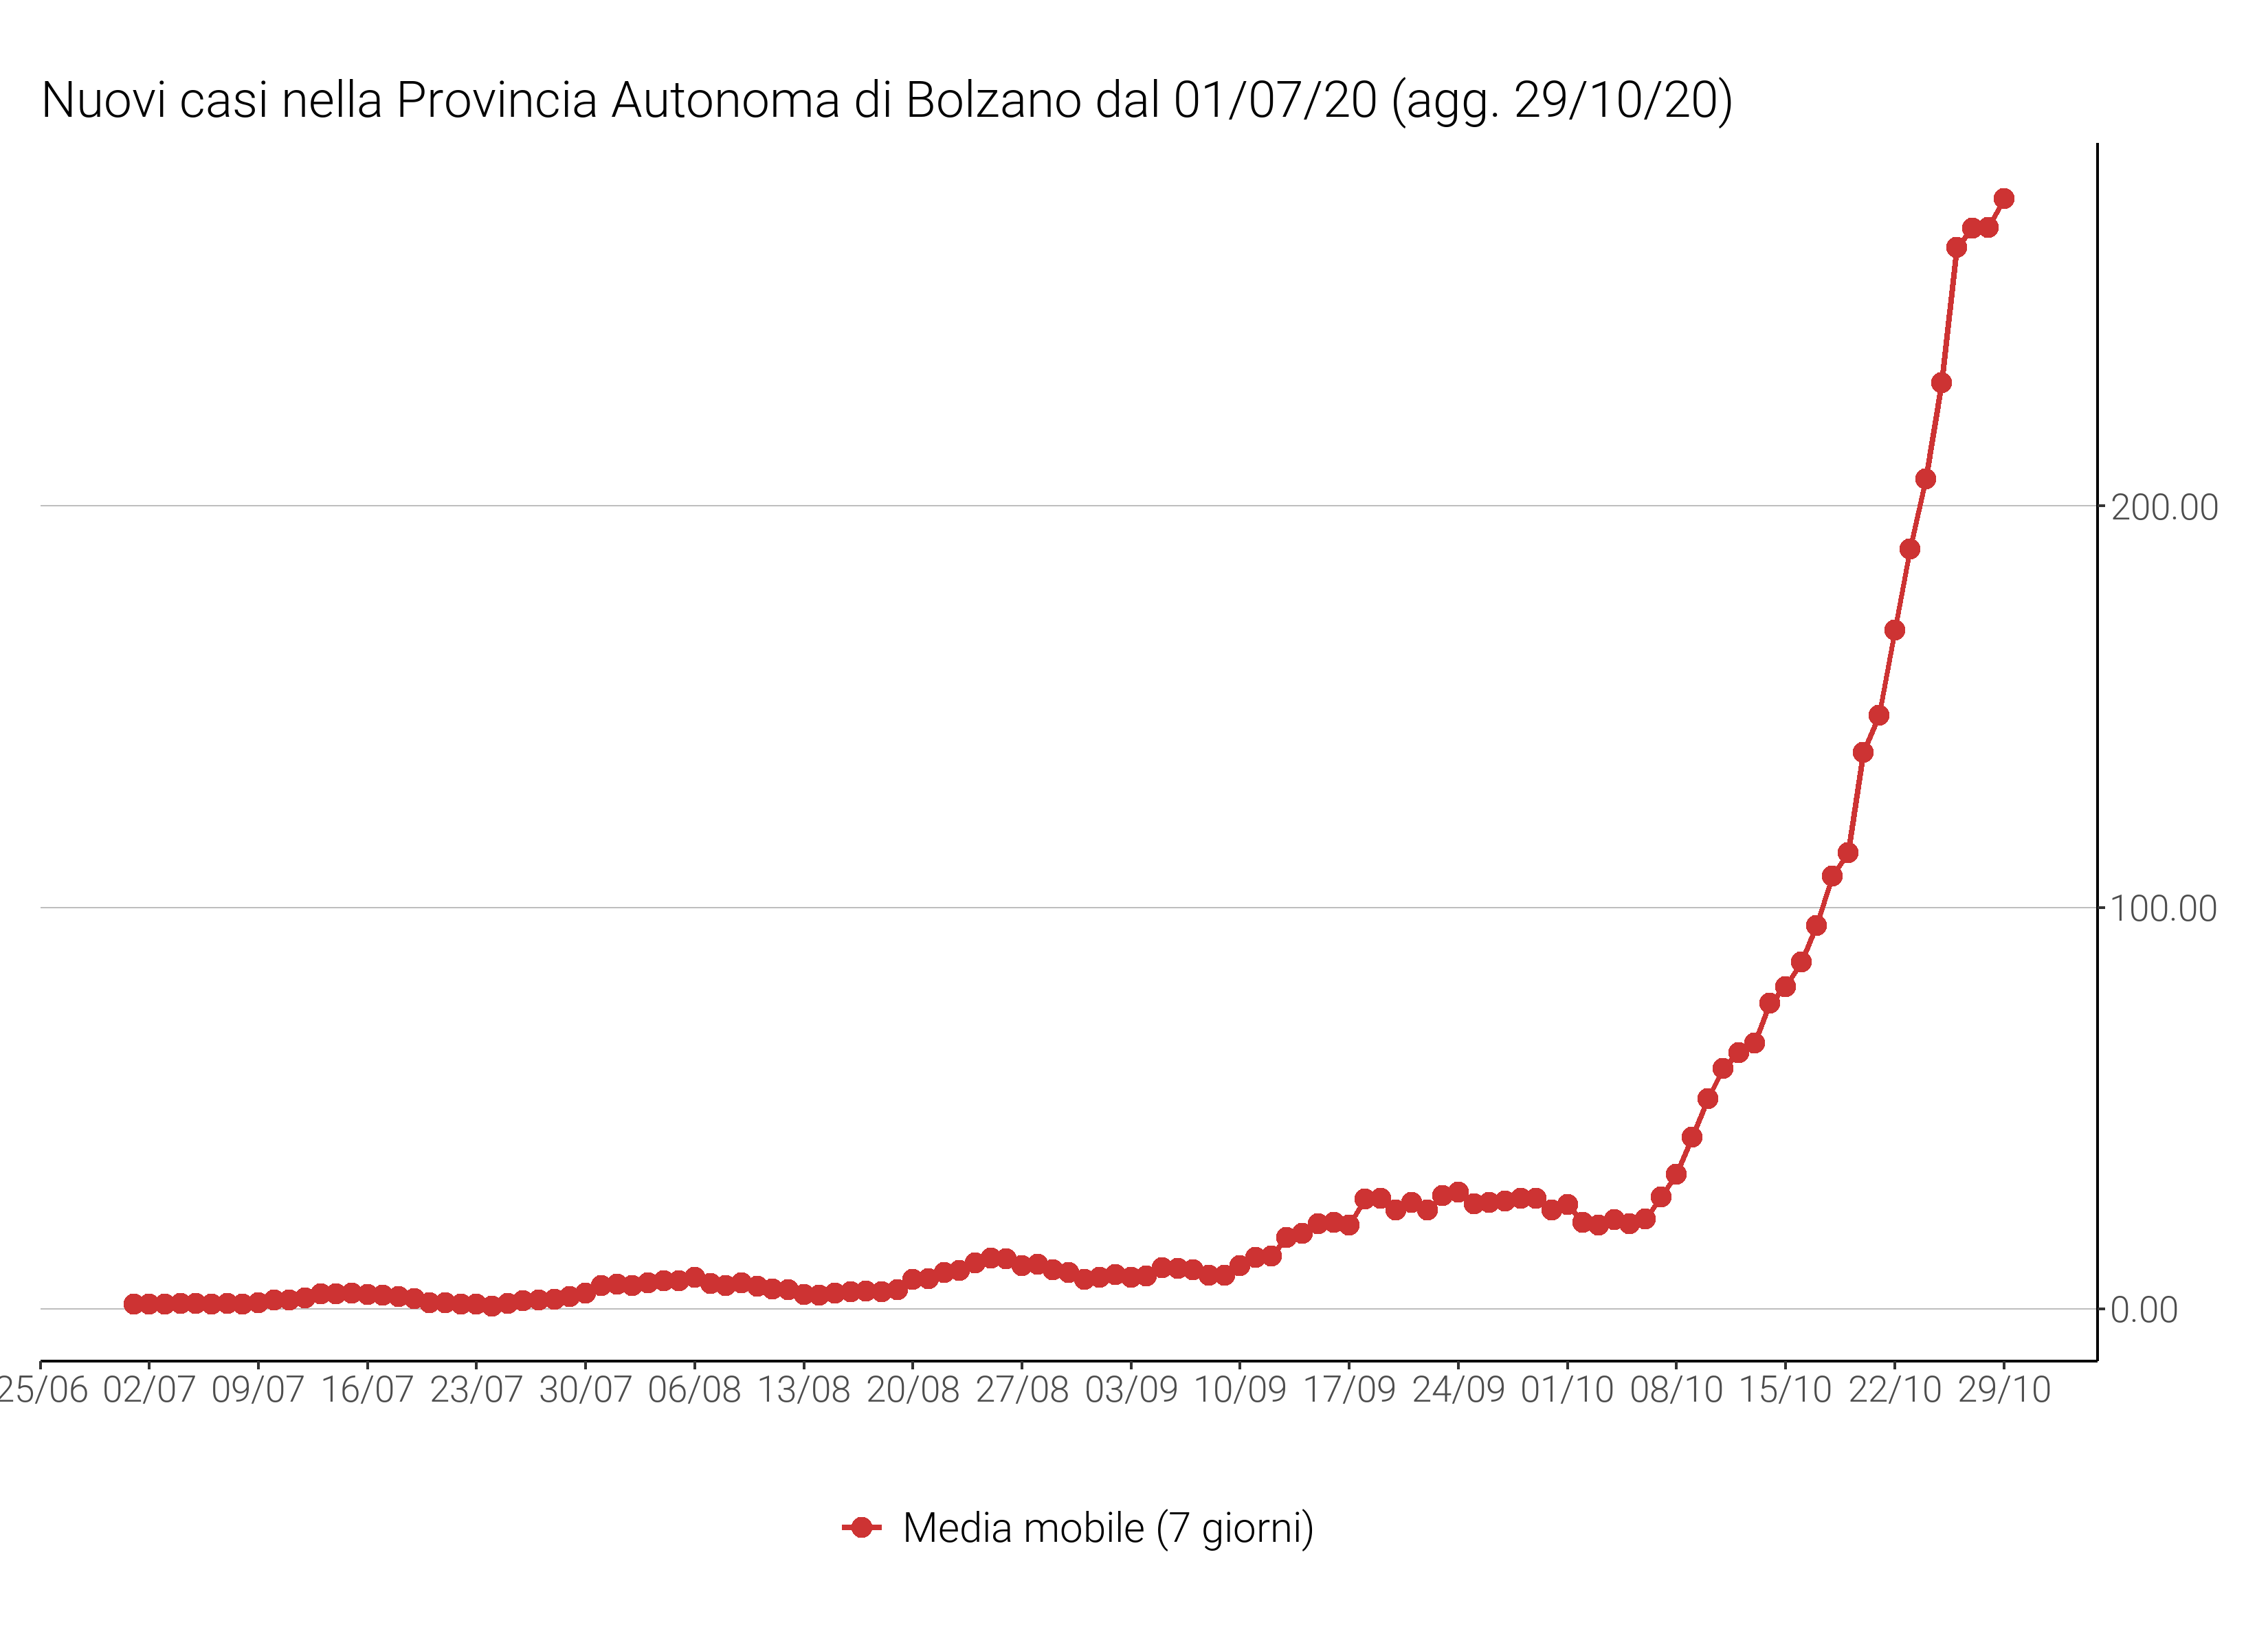 Nuovi casi nella Provincia Autonoma di Bolzano dal 01/07/20 (agg. 29/10/20)
200.00
100.00
0.00
25/06 02/07 09/07 16/07 23/07 30/07 06/08 13/08 20/08 27/08 03/09 10/09 17/09 24/09 01/10 08/10 15/10 22/10 29/10
Media mobile (7 giorni)